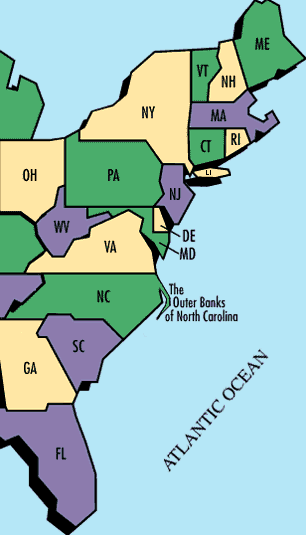 ME
VT
NH
NY
MA
CT
RI
LI
OH
PA
NJ
WV
DE
VA
MD
NC
The
Outer Banks
of North Carolina
SC
GA
ATLANTIC OCEAN
FL